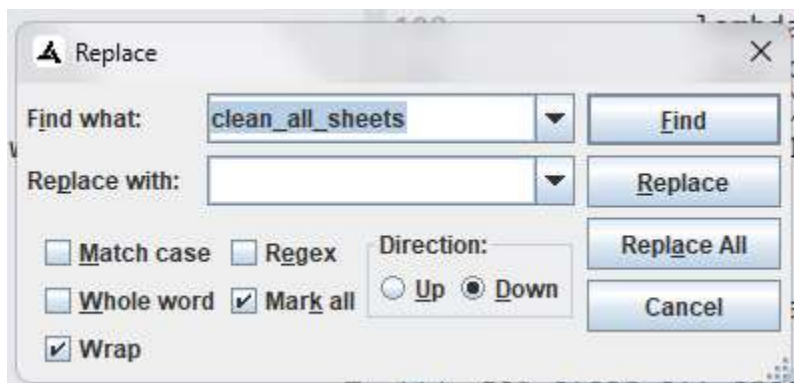 Replace
Find what: clean_all_sheets Find
Replace with: Replace
Match case Regex Direction: Replace All
Whole word Mark all Up Down Cancel
Wrap